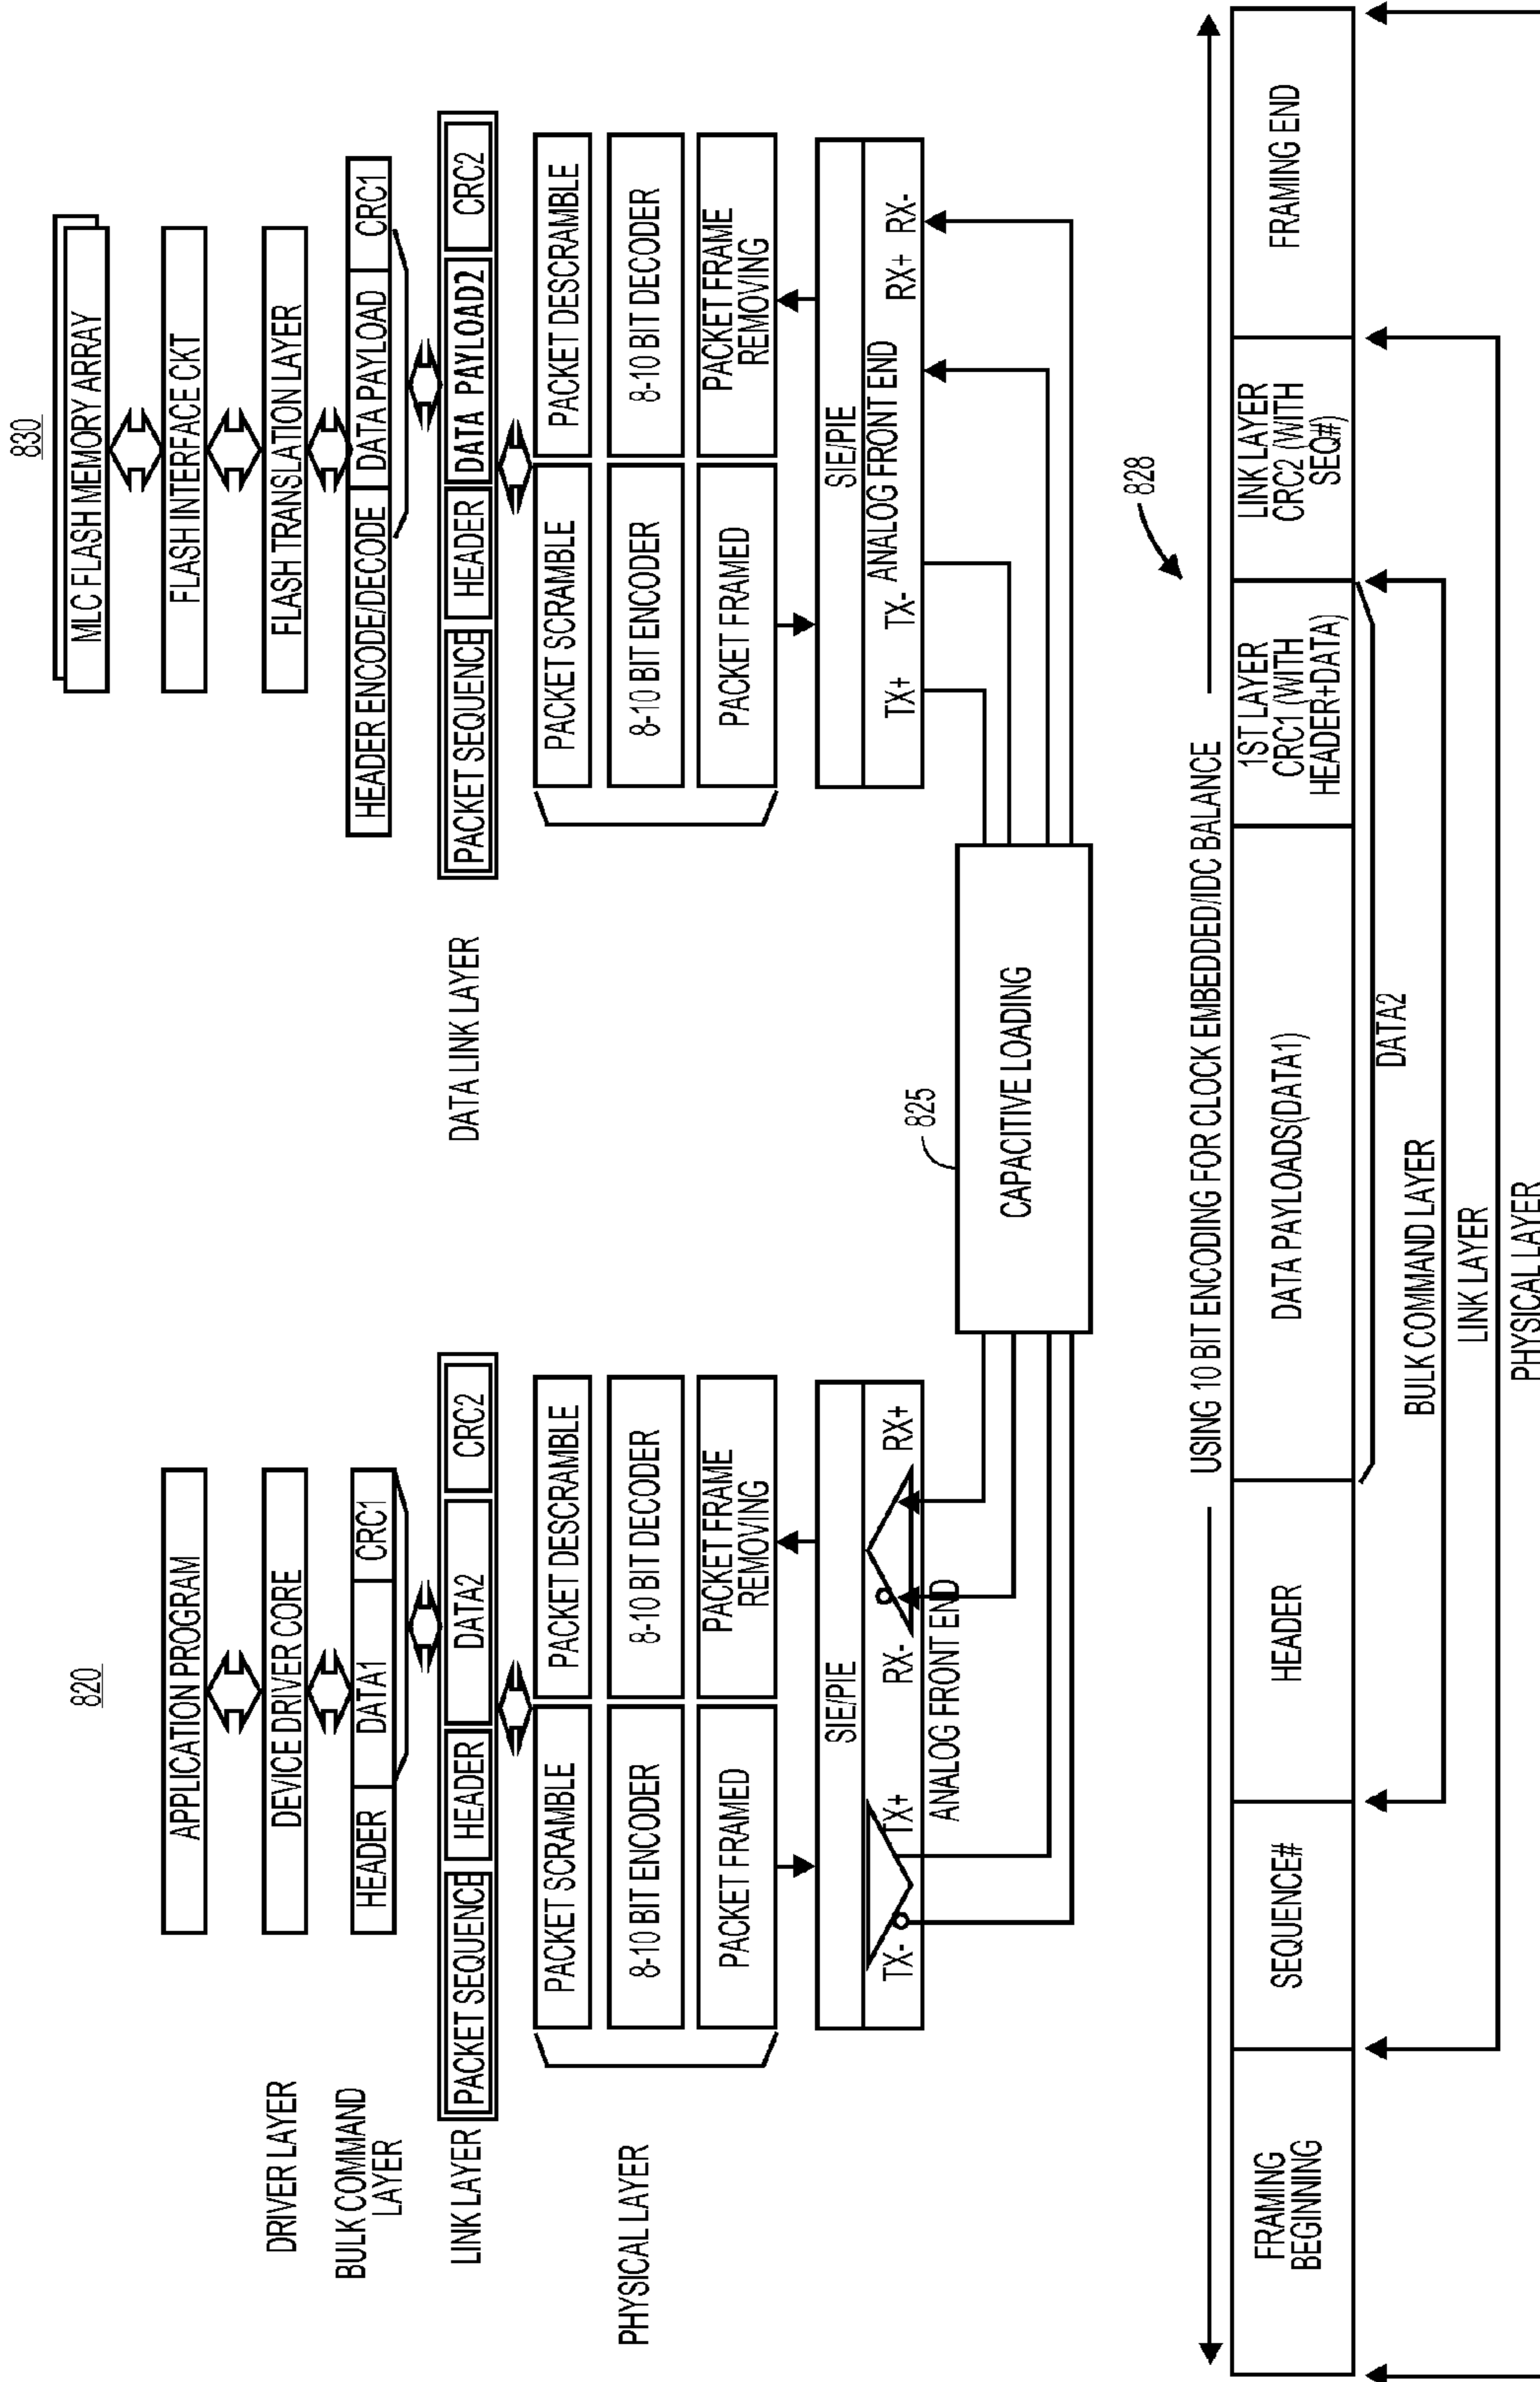 820
APPLICATION PROGRAM
DRIVER LAYER
DEVICE DRIVER CORE
BULK COMMAND
LAYER
HEADER
DATA1
CRC1
LINK LAYER
PACKET SEQUENCE
HEADER
DATA2
CRC2
PHYSICAL LAYER
PACKET SCRAMBLE
PACKET DESCRAMBLE
8-10 BIT ENCODER
8-10 BIT DECODER
PACKET FRAMED
PACKET FRAME
REMOVING
SIE/PIE
TX-
TX+
RX-
RX+
ANALOG FRONT END
825
CAPACITIVE LOADING
830
MLC FLASH MEMORY ARRAY
FLASH INTERFACE CKT
FLASH TRANSLATION LAYER
HEADER ENCODE/DECODE
DATA PAYLOAD
CRC1
DATA LINK LAYER
PACKET SEQUENCE
HEADER
DATA PAYLOAD2
CRC2
PACKET SCRAMBLE
PACKET DESCRAMBLE
8-10 BIT ENCODER
8-10 BIT DECODER
PACKET FRAMED
PACKET FRAME
REMOVING
SIE/PIE
ANALOG FRONT END
TX+
TX-
RX+
RX-
828
USING 10 BIT ENCODING FOR CLOCK EMBEDDED/IDC BALANCE
FRAMING
BEGINNING
SEQUENCE#
HEADER
DATA PAYLOADS(DATA1)
1ST LAYER
CRC1 (WITH
HEADER+DATA)
LINK LAYER
CRC2 (WITH
SEQ#)
FRAMING END
DATA2
BULK COMMAND LAYER
LINK LAYER
PHYSICAL LAYER